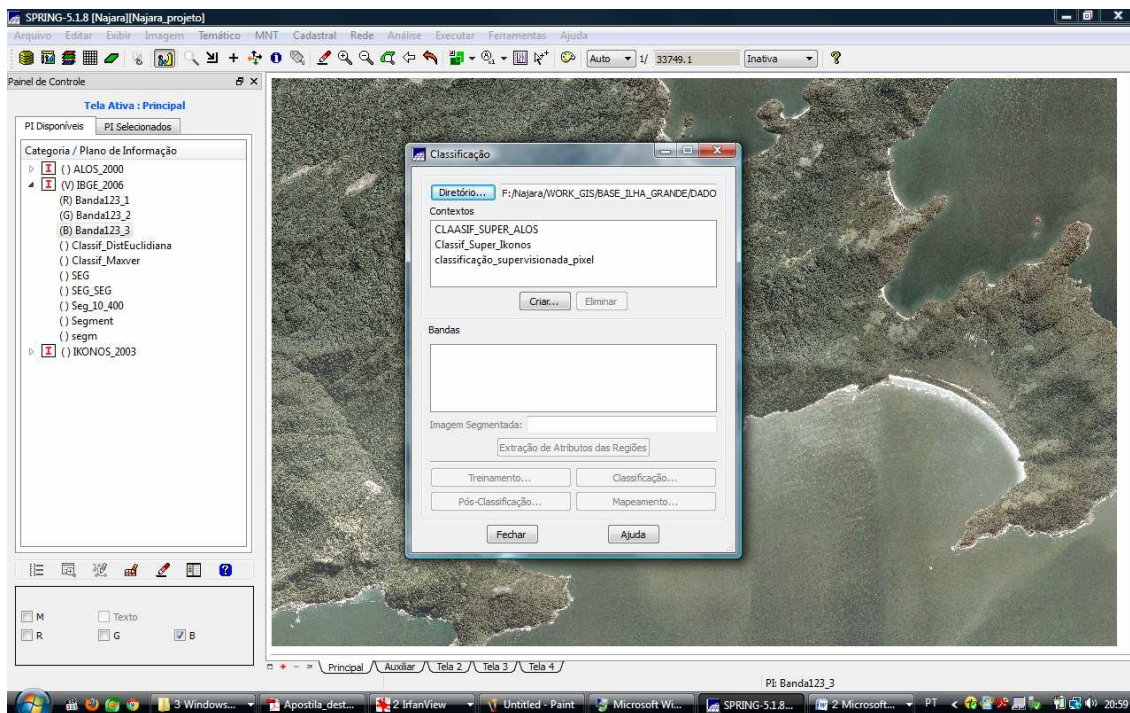 SPRING-5.1.8 [Najara][Najara_projeto]
Arquivo Editar Exibir Imagem Temático MNT Cadastral Rede Análise Executar Ferramentas Ajuda
Auto 1/ 33749.1 Inativa
Painel de Controle
Tela Ativa : Principal
PI Disponíveis PI Selecionados
Categoria / Plano de Informação
( ) ALOS_2000
(V) IBGE_2006
(R) Banda123_1
(G) Banda123_2
(B) Banda123_3
( ) Classif_DistEuclidiana
( ) Classif_Maxver
( ) SEG
( ) SEG_SEG
( ) Seg_10_400
( ) Segment
( ) segm
( ) IKONOS_2003
M Texto
R G B
Classificação
Diretório... F:/Najara/WORK_GIS/BASE_ILHA_GRANDE/DADO
Contextos
CLAASIF_SUPER_ALOS
Classif_Super_Ikonos
classificação_supervisionada_pixel
Criar... Eliminar
Bandas
Imagem Segmentada:
Extração de Atributos das Regiões
Treinamento... Classificação...
Pós-Classificação... Mapeamento...
Fechar Ajuda
Principal Auxiliar Tela 2 Tela 3 Tela 4
PI: Banda123_3
3 Windows... Apostila_dest... 2 IrfanView Untitled - Paint Microsoft Wi... SPRING-5.1.8... 2 Microsoft... PT 20:59